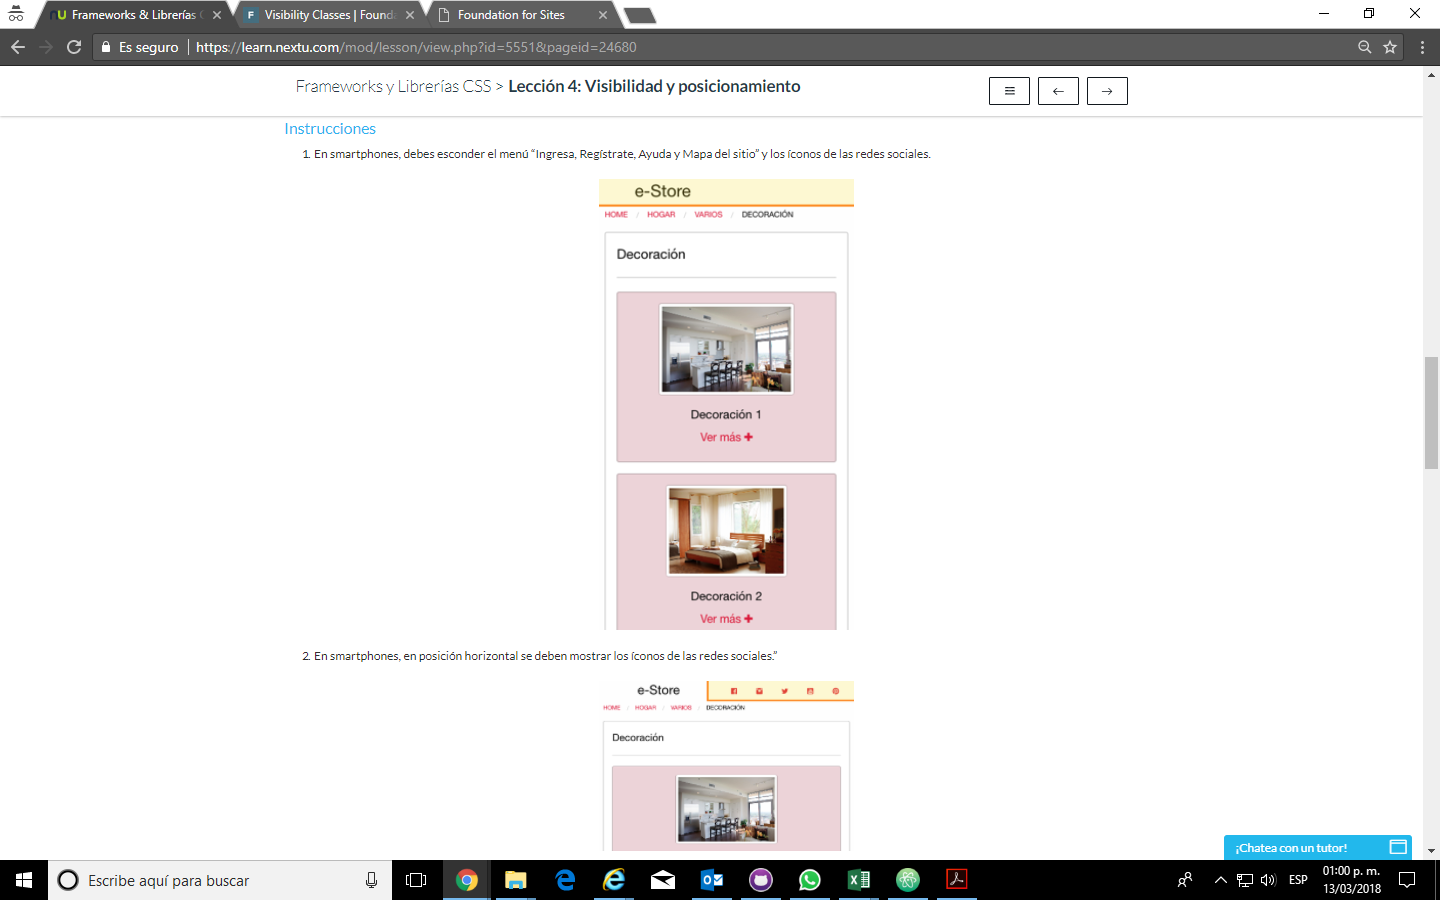 Frameworks & Librerías
Visibility Classes | Founda
Foundation for Sites
Es seguro
https://learn.nextu.com/mod/lesson/view.php?id=5551&pageid=24680
Frameworks y Librerías CSS > Lección 4: Visibilidad y posicionamiento
Instrucciones
1. En smartphones, debes esconder el menú “Ingresa, Regístrate, Ayuda y Mapa del sitio” y los íconos de las redes sociales.
e-Store
HOME / HOGAR / VARIOS / DECORACIÓN
Decoración
Decoración 1
Ver más +
Decoración 2
Ver más +
2. En smartphones, en posición horizontal se deben mostrar los íconos de las redes sociales.”
e-Store
HOME / HOGAR / VARIOS / DECORACIÓN
Decoración
¡Chatea con un tutor!
Escribe aquí para buscar
ESP
01:00 p. m.
13/03/2018